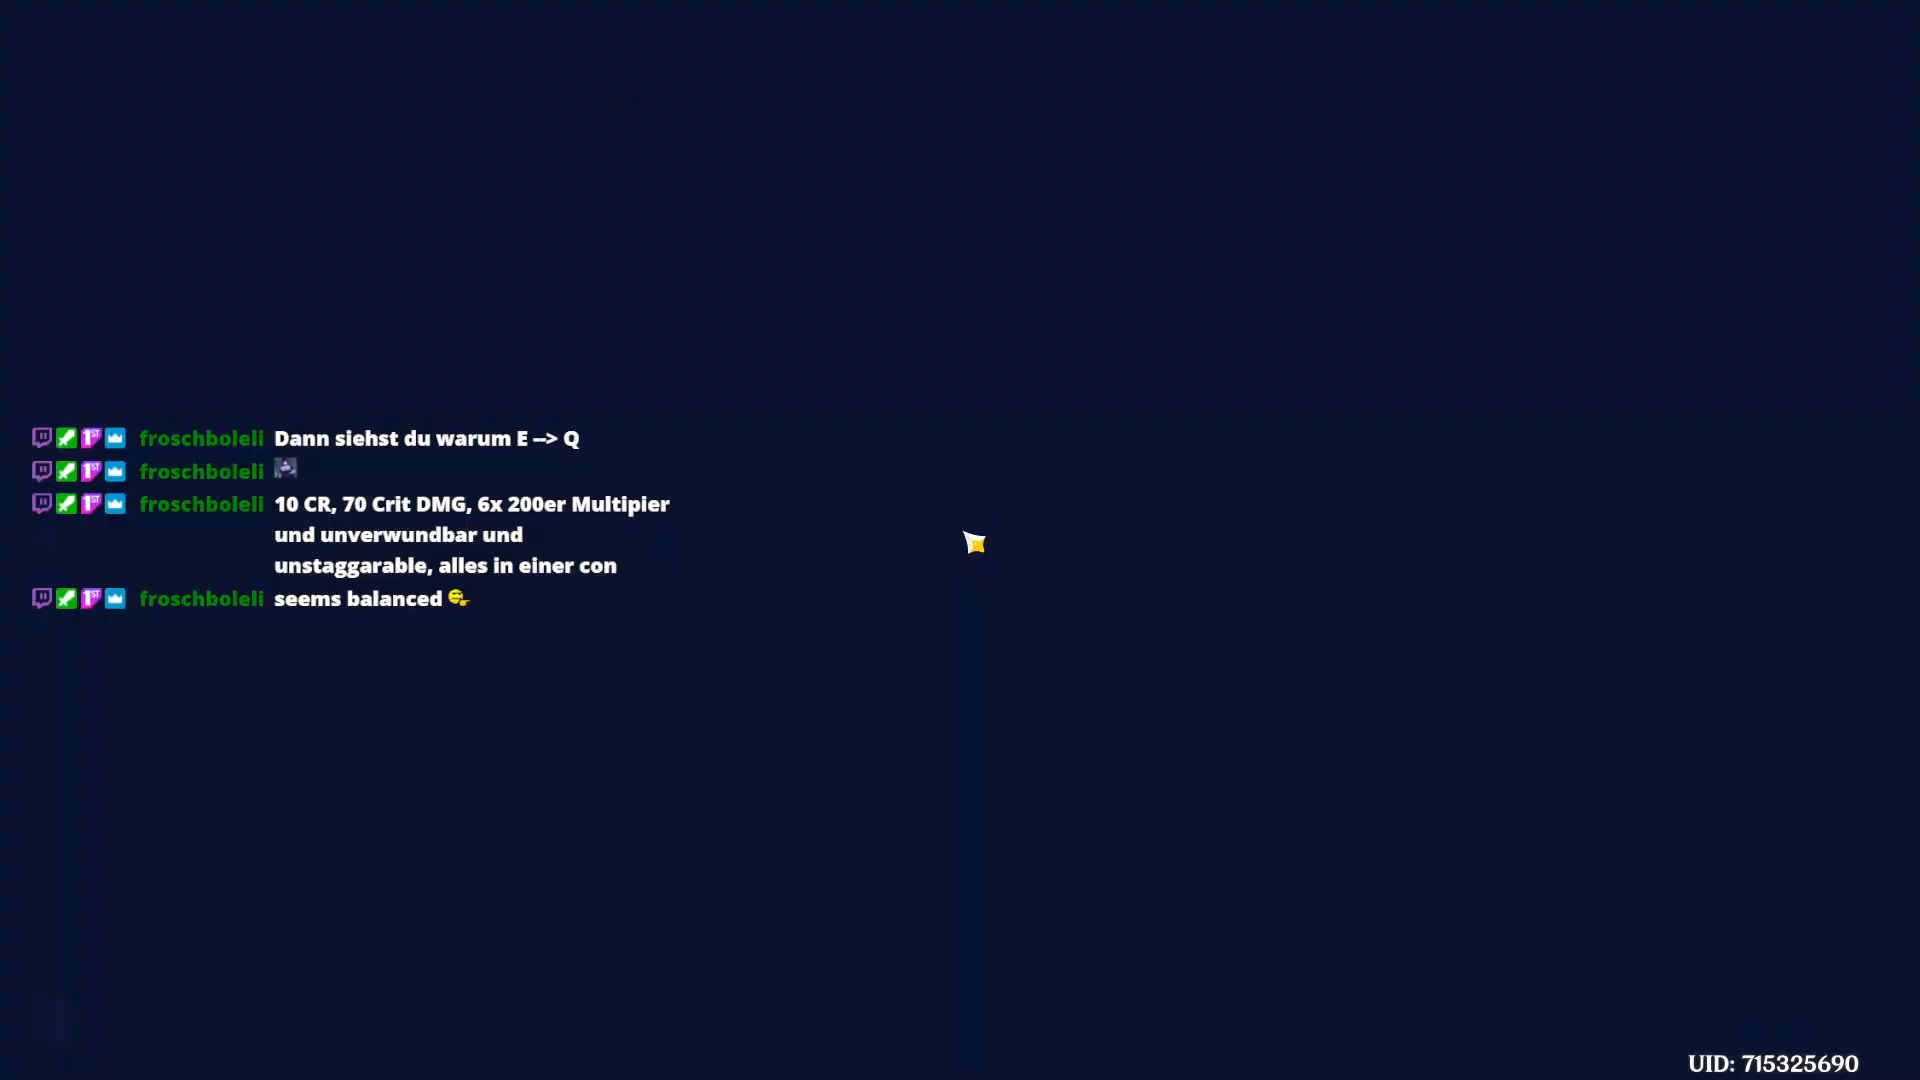 froschboleli Dann siehst du warum E --> Q
froschboleli
froschboleli 10 CR, 70 Crit DMG, 6x 200er Multipier
und unverwundbar und
unstaggarable, alles in einer con
froschboleli seems balanced
UID: 715325690